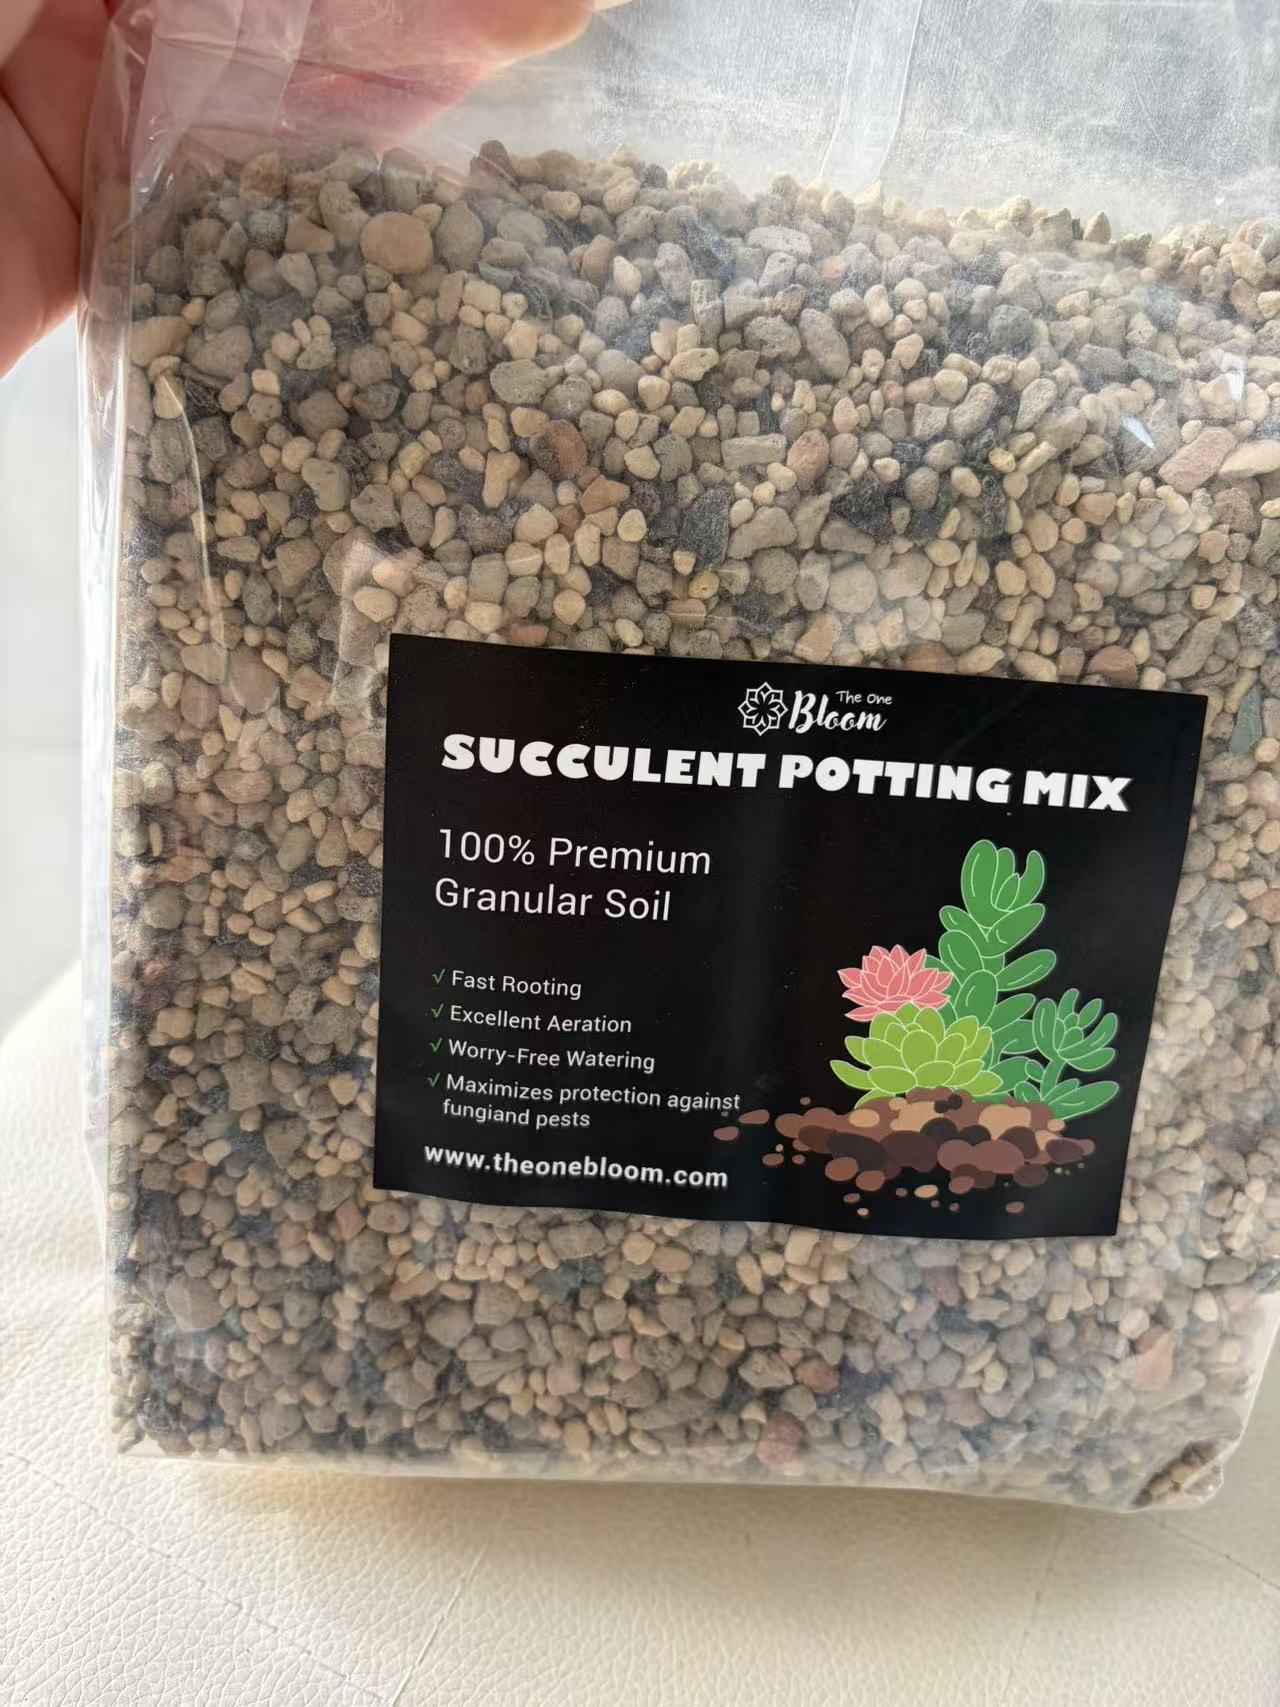 The One
Bloom
SUCCULENT POTTING MIX
100% Premium
Granular Soil
√ Fast Rooting
√ Excellent Aeration
√ Worry-Free Watering
√ Maximizes protection against
fungiand pests
www.theonebloom.com